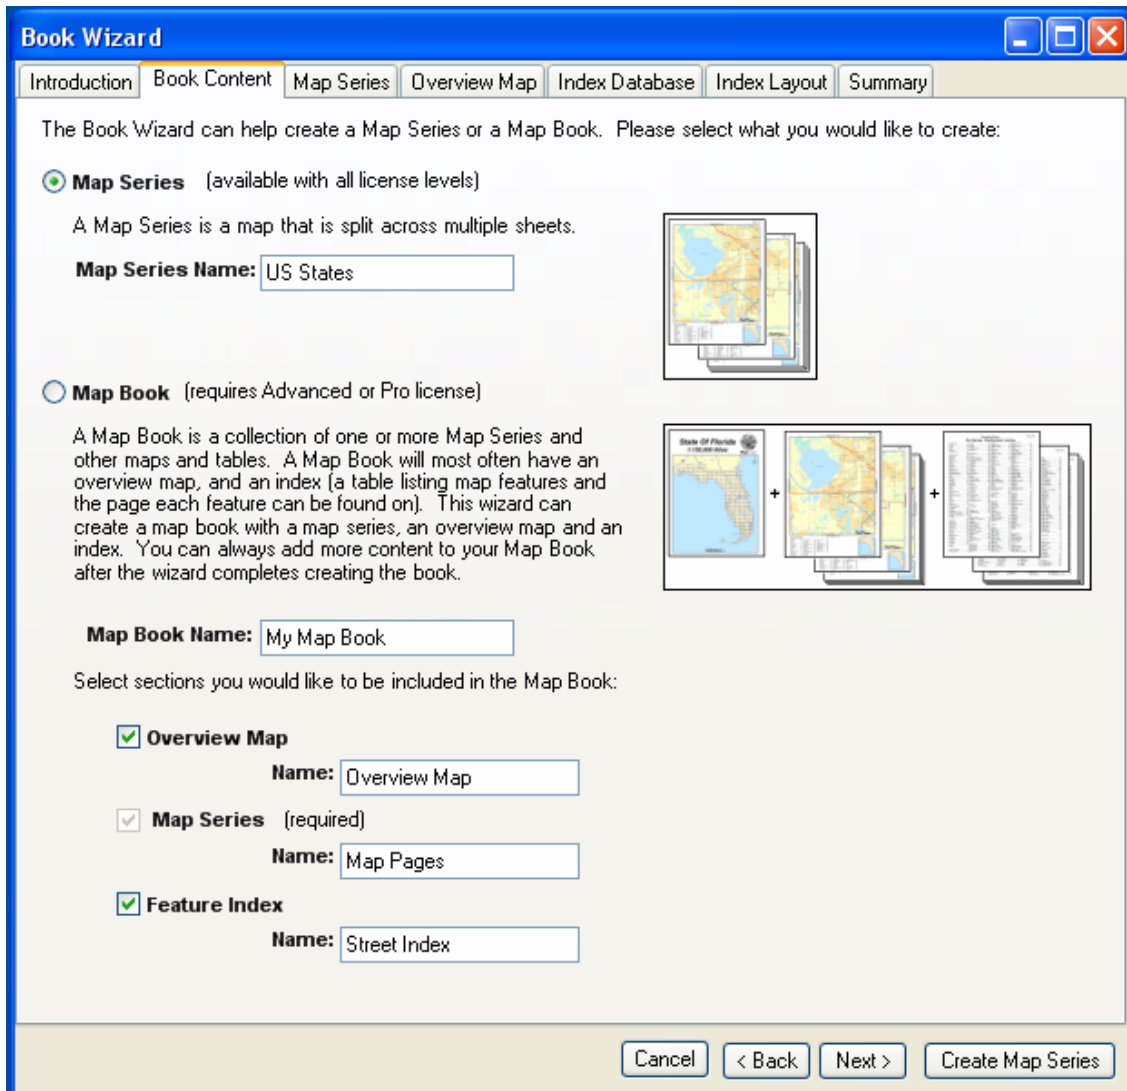 Book Wizard
Introduction Book Content Map Series Overview Map Index Database Index Layout Summary
The Book Wizard can help create a Map Series or a Map Book. Please select what you would like to create:
Map Series (available with all license levels)
A Map Series is a map that is split across multiple sheets.
Map Series Name: US States
Map Book (requires Advanced or Pro license)
A Map Book is a collection of one or more Map Series and
other maps and tables. A Map Book will most often have an
overview map, and an index (a table listing map features and
the page each feature can be found on). This wizard can
create a map book with a map series, an overview map and an
index. You can always add more content to your Map Book
after the wizard completes creating the book.
State Of Florida
+ +
Map Book Name: My Map Book
Select sections you would like to be included in the Map Book:
Overview Map
Name: Overview Map
Map Series (required)
Name: Map Pages
Feature Index
Name: Street Index
Cancel < Back Next > Create Map Series